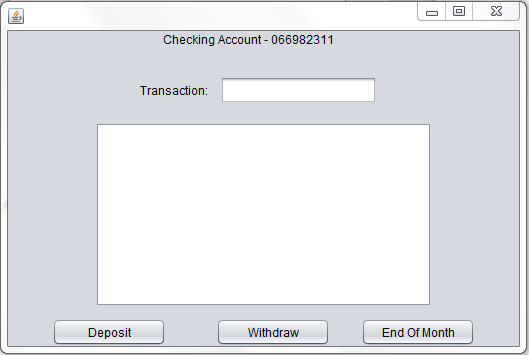 Checking Account - 066982311
Transaction:
Deposit
Withdraw
End Of Month